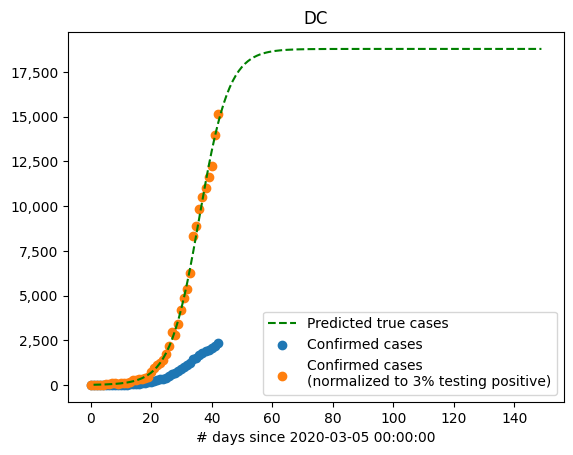 DC
17,500
15,000
12,500
10,000
7,500
5,000
2,500
0
Predicted true cases
Confirmed cases
Confirmed cases
(normalized to 3% testing positive)
0 20 40 60 80 100 120 140
# days since 2020-03-05 00:00:00